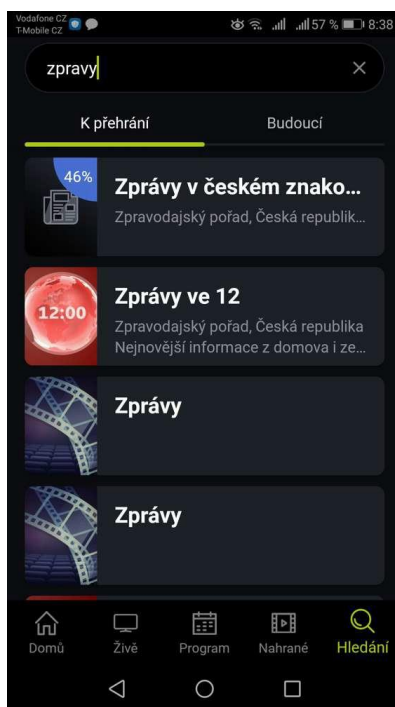 Vodafone CZ
T-Mobile CZ
57 %
8:38
zpravy
K přehrání
Budoucí
46%
Zprávy v českém znako...
Zpravodajský pořad, Česká republik...
12:00
Zprávy ve 12
Zpravodajský pořad, Česká republika
Nejnovější informace z domova i ze...
Zprávy
Zprávy
Domů
Živě
Program
Nahrané
Hledání